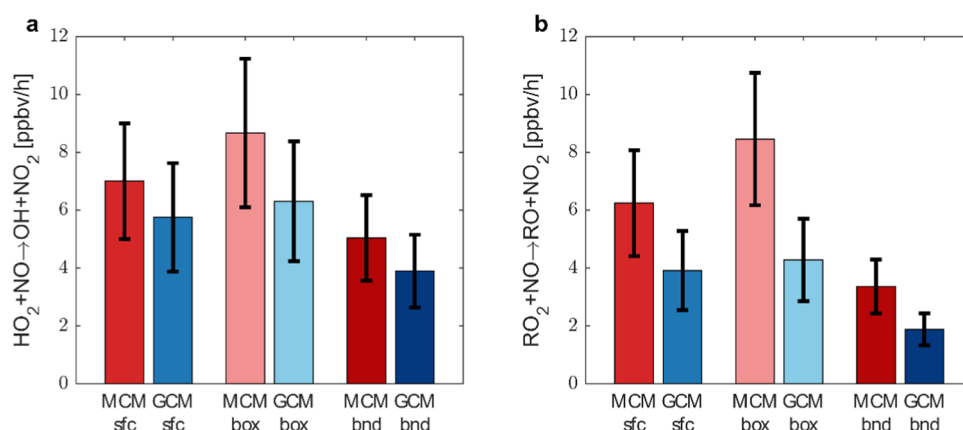 a
HO2+NO→OH+NO2 [ppbv/h]
12
10
8
6
4
2
0
MCM GCM MCM GCM MCM GCM
sfc sfc box box bnd bnd
b
RO2+NO→RO+NO2 [ppbv/h]
12
10
8
6
4
2
0
MCM GCM MCM GCM MCM GCM
sfc sfc box box bnd bnd